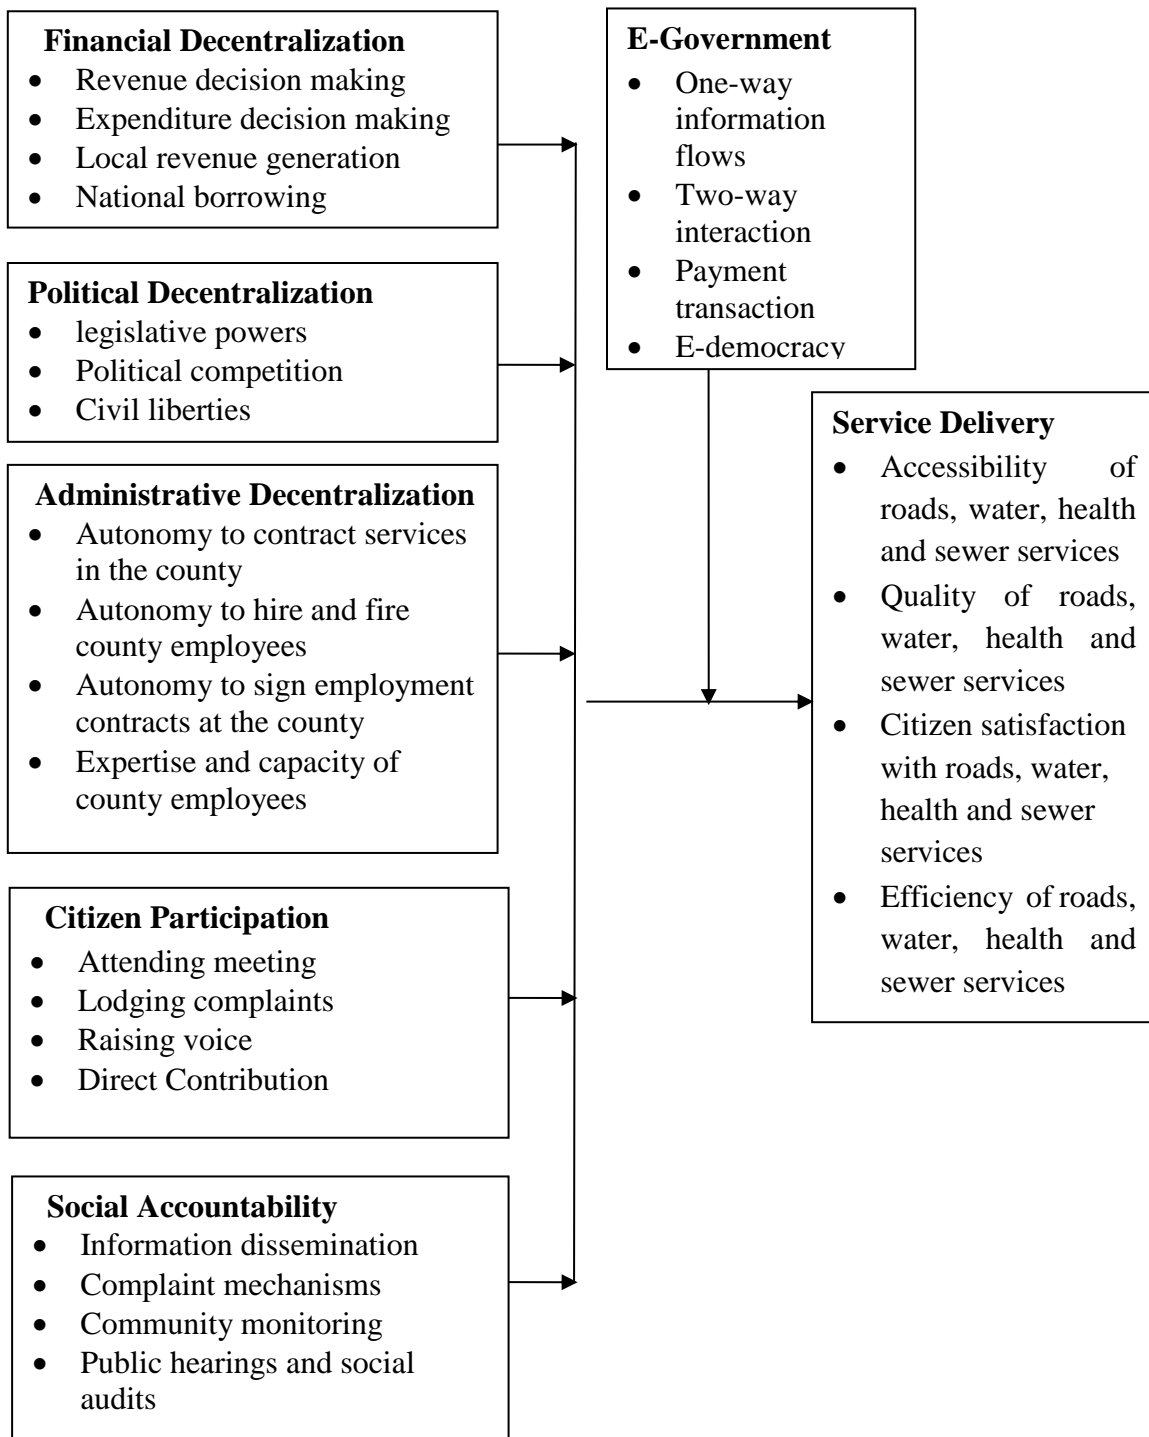 Financial Decentralization
• Revenue decision making
• Expenditure decision making
• Local revenue generation
• National borrowing
Political Decentralization
• legislative powers
• Political competition
• Civil liberties
Administrative Decentralization
• Autonomy to contract services
in the county
• Autonomy to hire and fire
county employees
• Autonomy to sign employment
contracts at the county
• Expertise and capacity of
county employees
Citizen Participation
• Attending meeting
• Lodging complaints
• Raising voice
• Direct Contribution
Social Accountability
• Information dissemination
• Complaint mechanisms
• Community monitoring
• Public hearings and social
audits
E-Government
• One-way
information
flows
• Two-way
interaction
• Payment
transaction
• E-democracy
Service Delivery
• Accessibility of
roads, water, health
and sewer services
• Quality of roads,
water, health and
sewer services
• Citizen satisfaction
with roads, water,
health and sewer
services
• Efficiency of roads,
water, health and
sewer services